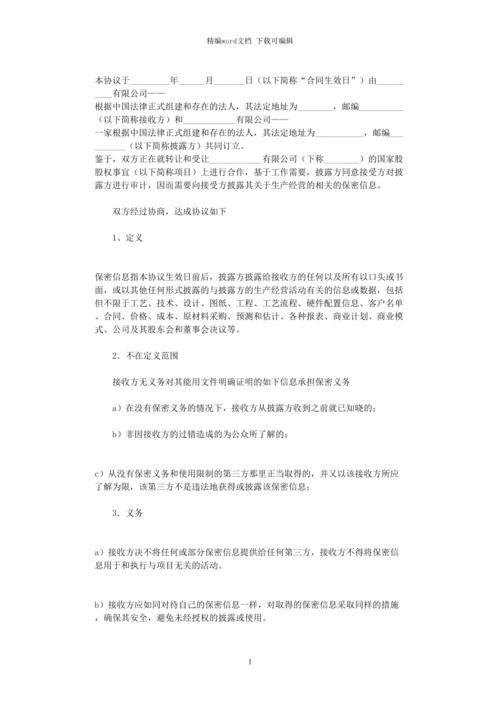 精编word文档 下载可编辑
本协议于_________年______月_______日（以下简称“合同生效日”）由______
____有限公司——
根据中国法律正式组建和存在的法人，其法定地址为________，邮编__________
（以下简称接收方）和____________有限公司——
一家根据中国法律正式组建和存在的法人，其法定地址为___________，邮编___
_______（以下简称披露方）共同订立。
鉴于，双方正在就转让和受让____________有限公司（下称________）的国家股
股权事宜（以下简称项目）上进行合作，基于工作需要，披露方同意接受方对披
露方进行审计，因而需要向接受方披露其关于生产经营的相关的保密信息。
双方经过协商，达成协议如下
1、定义
保密信息指本协议生效日前后，披露方披露给接收方的任何以及所有以口头或书
面，或以其他任何形式披露的与披露方的生产经营活动有关的信息或数据，包括
但不限于工艺、技术、设计、图纸、工程、工艺流程、硬件配置信息、客户名单
、合同、价格、成本、原材料采购、预测和估计、各种报表、商业计划、商业模
式、公司及其股东会和董事会决议等。
2．不在定义范围
接收方无义务对其能用文件明确证明的如下信息承担保密义务
a）在没有保密义务的情况下，接收方从披露方收到之前就已知晓的；
b）非因接收方的过错造成的为公众所了解的；
c）从没有保密义务和使用限制的第三方那里正当取得的，并又以该接收方所应
了解为限，该第三方不是违法地获得或披露该保密信息；
3．义务
a）接收方决不将任何或部分保密信息提供给任何第三方，接收方不得将保密信
息用于和执行与项目无关的活动。
b）接收方应如同对待自己的保密信息一样，对取得的保密信息采取同样的措施
，确保其安全，避免未经授权的披露或使用。
1